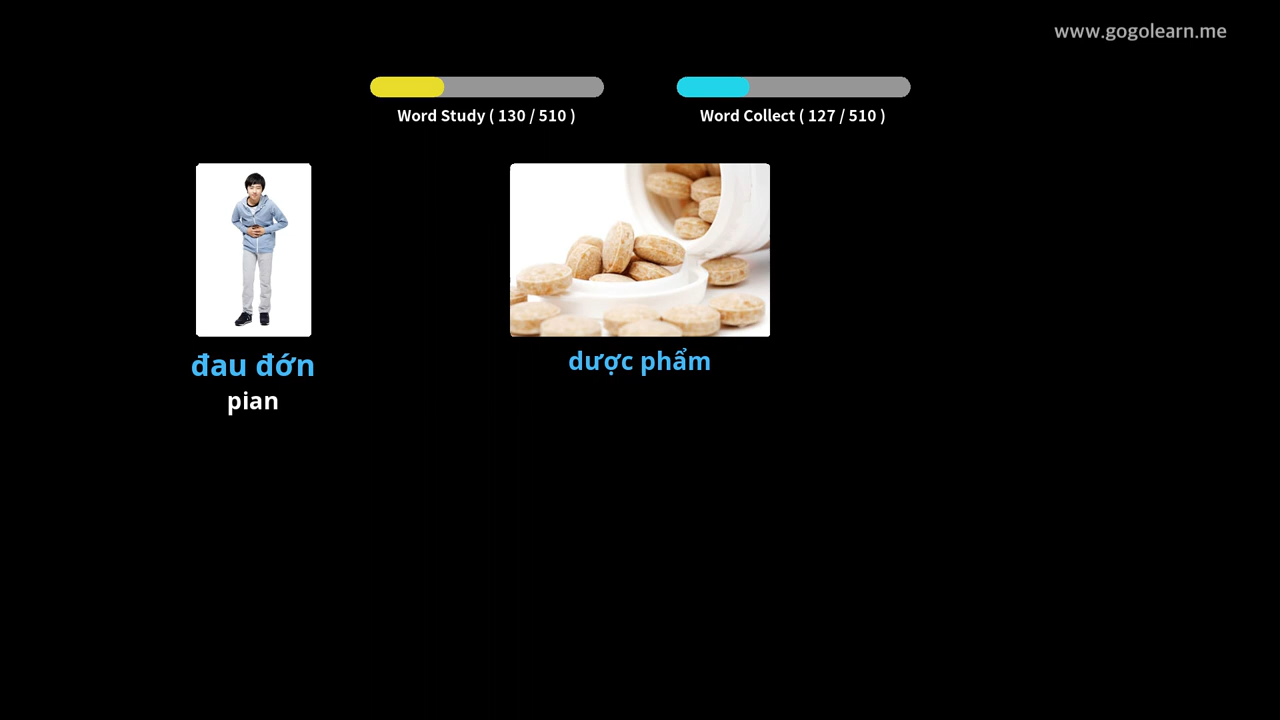 www.gogolearn.me
Word Study ( 130 / 510 )
Word Collect ( 127 / 510 )
đau đớn
pian
dược phẩm